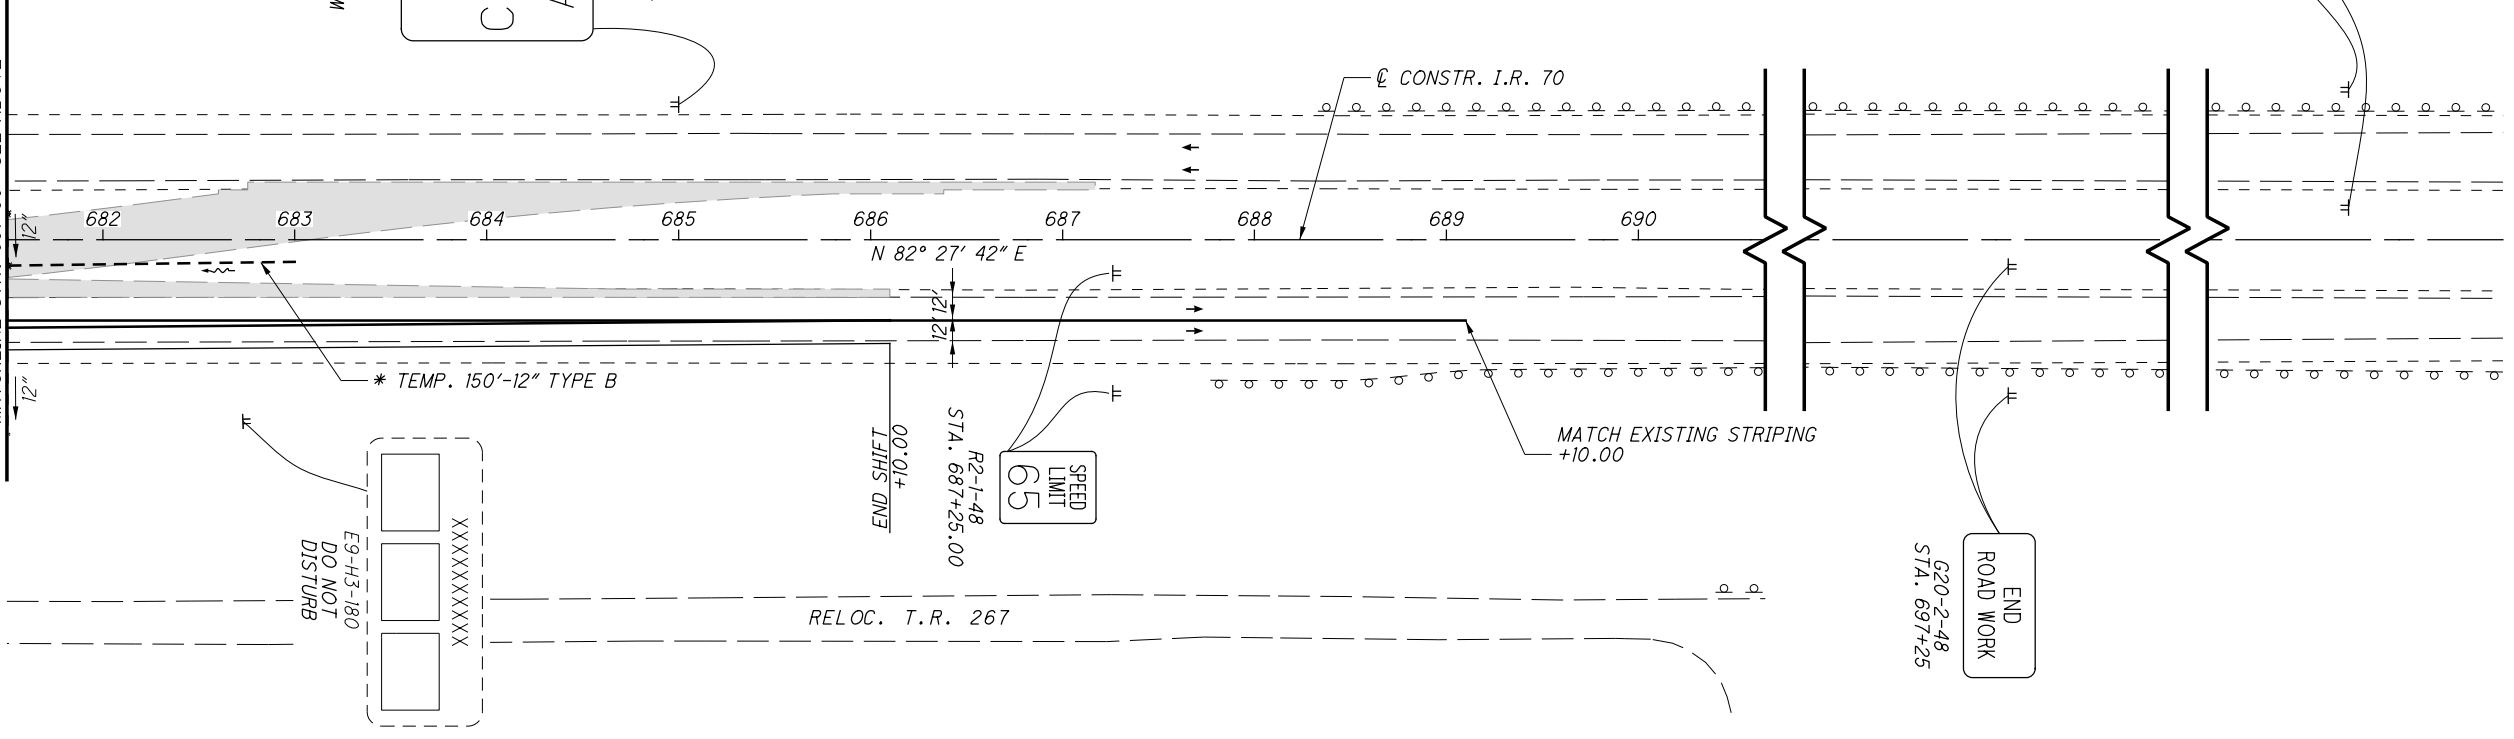 W
C
A
℄ CONSTR. I.R. 70
682
683
684
685
686
687
688
689
690
12"
N 82° 27' 42" E
12'
12'
* TEMP. 150'-12" TYPE B
12"
+10.00
END SHIFT
R2-1-48
STA. 687+25.00
SPEED
LIMIT
65
MATCH EXISTING STRIPING
+10.00
XXXXXXXXXXXX
E9-H3-180
DO NOT
DISTURB
END
ROAD WORK
G20-2-48
STA. 697+25
RELOC. T.R. 267